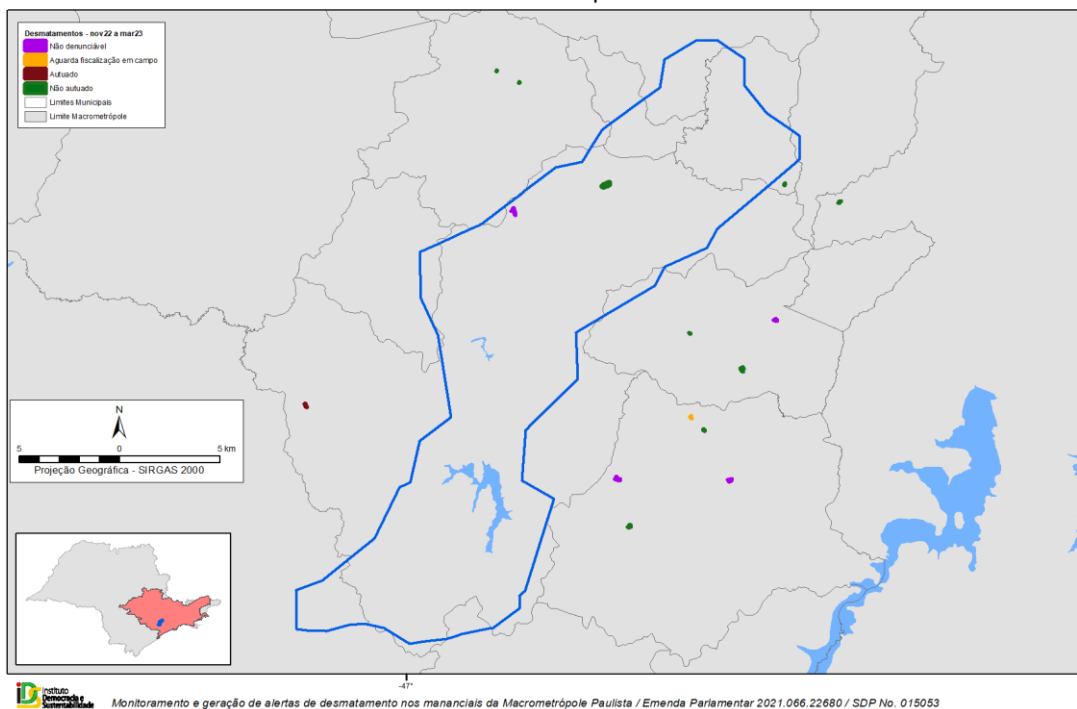 Desmatamentos - nov22 a mar23
Não denunciável
Aguarda fiscalização em campo
Autuado
Não autuado
Limites Municipais
Limite Macrometrópole
N
5 0 5 km
Projeção Geográfica - SIRGAS 2000
-47°
iDS
Instituto
Democracia e
Sustentabilidade
Monitoramento e geração de alertas de desmatamento nos mananciais da Macrometrópole Paulista / Emenda Parlamentar 2021.066.22680 / SDP No. 015053